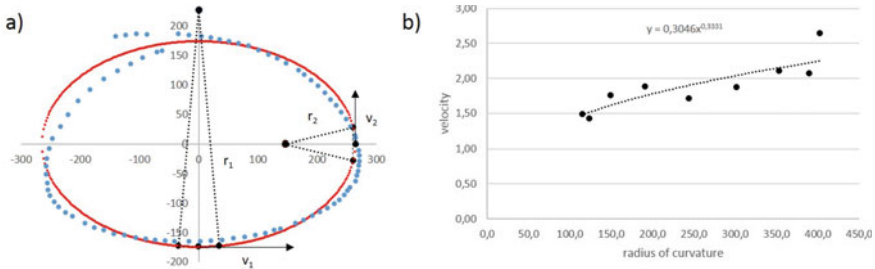 a)
200
150
100
50
0
-300 -200 -100 0 100 200 300
-50
-100
-150
-200
r₁
r₂
v₂
v₁
b)
3,00
2,50
2,00
1,50
1,00
0,50
0,00
velocity
y = 0,3046x^0,3331
0,0 50,0 100,0 150,0 200,0 250,0 300,0 350,0 400,0 450,0
radius of curvature